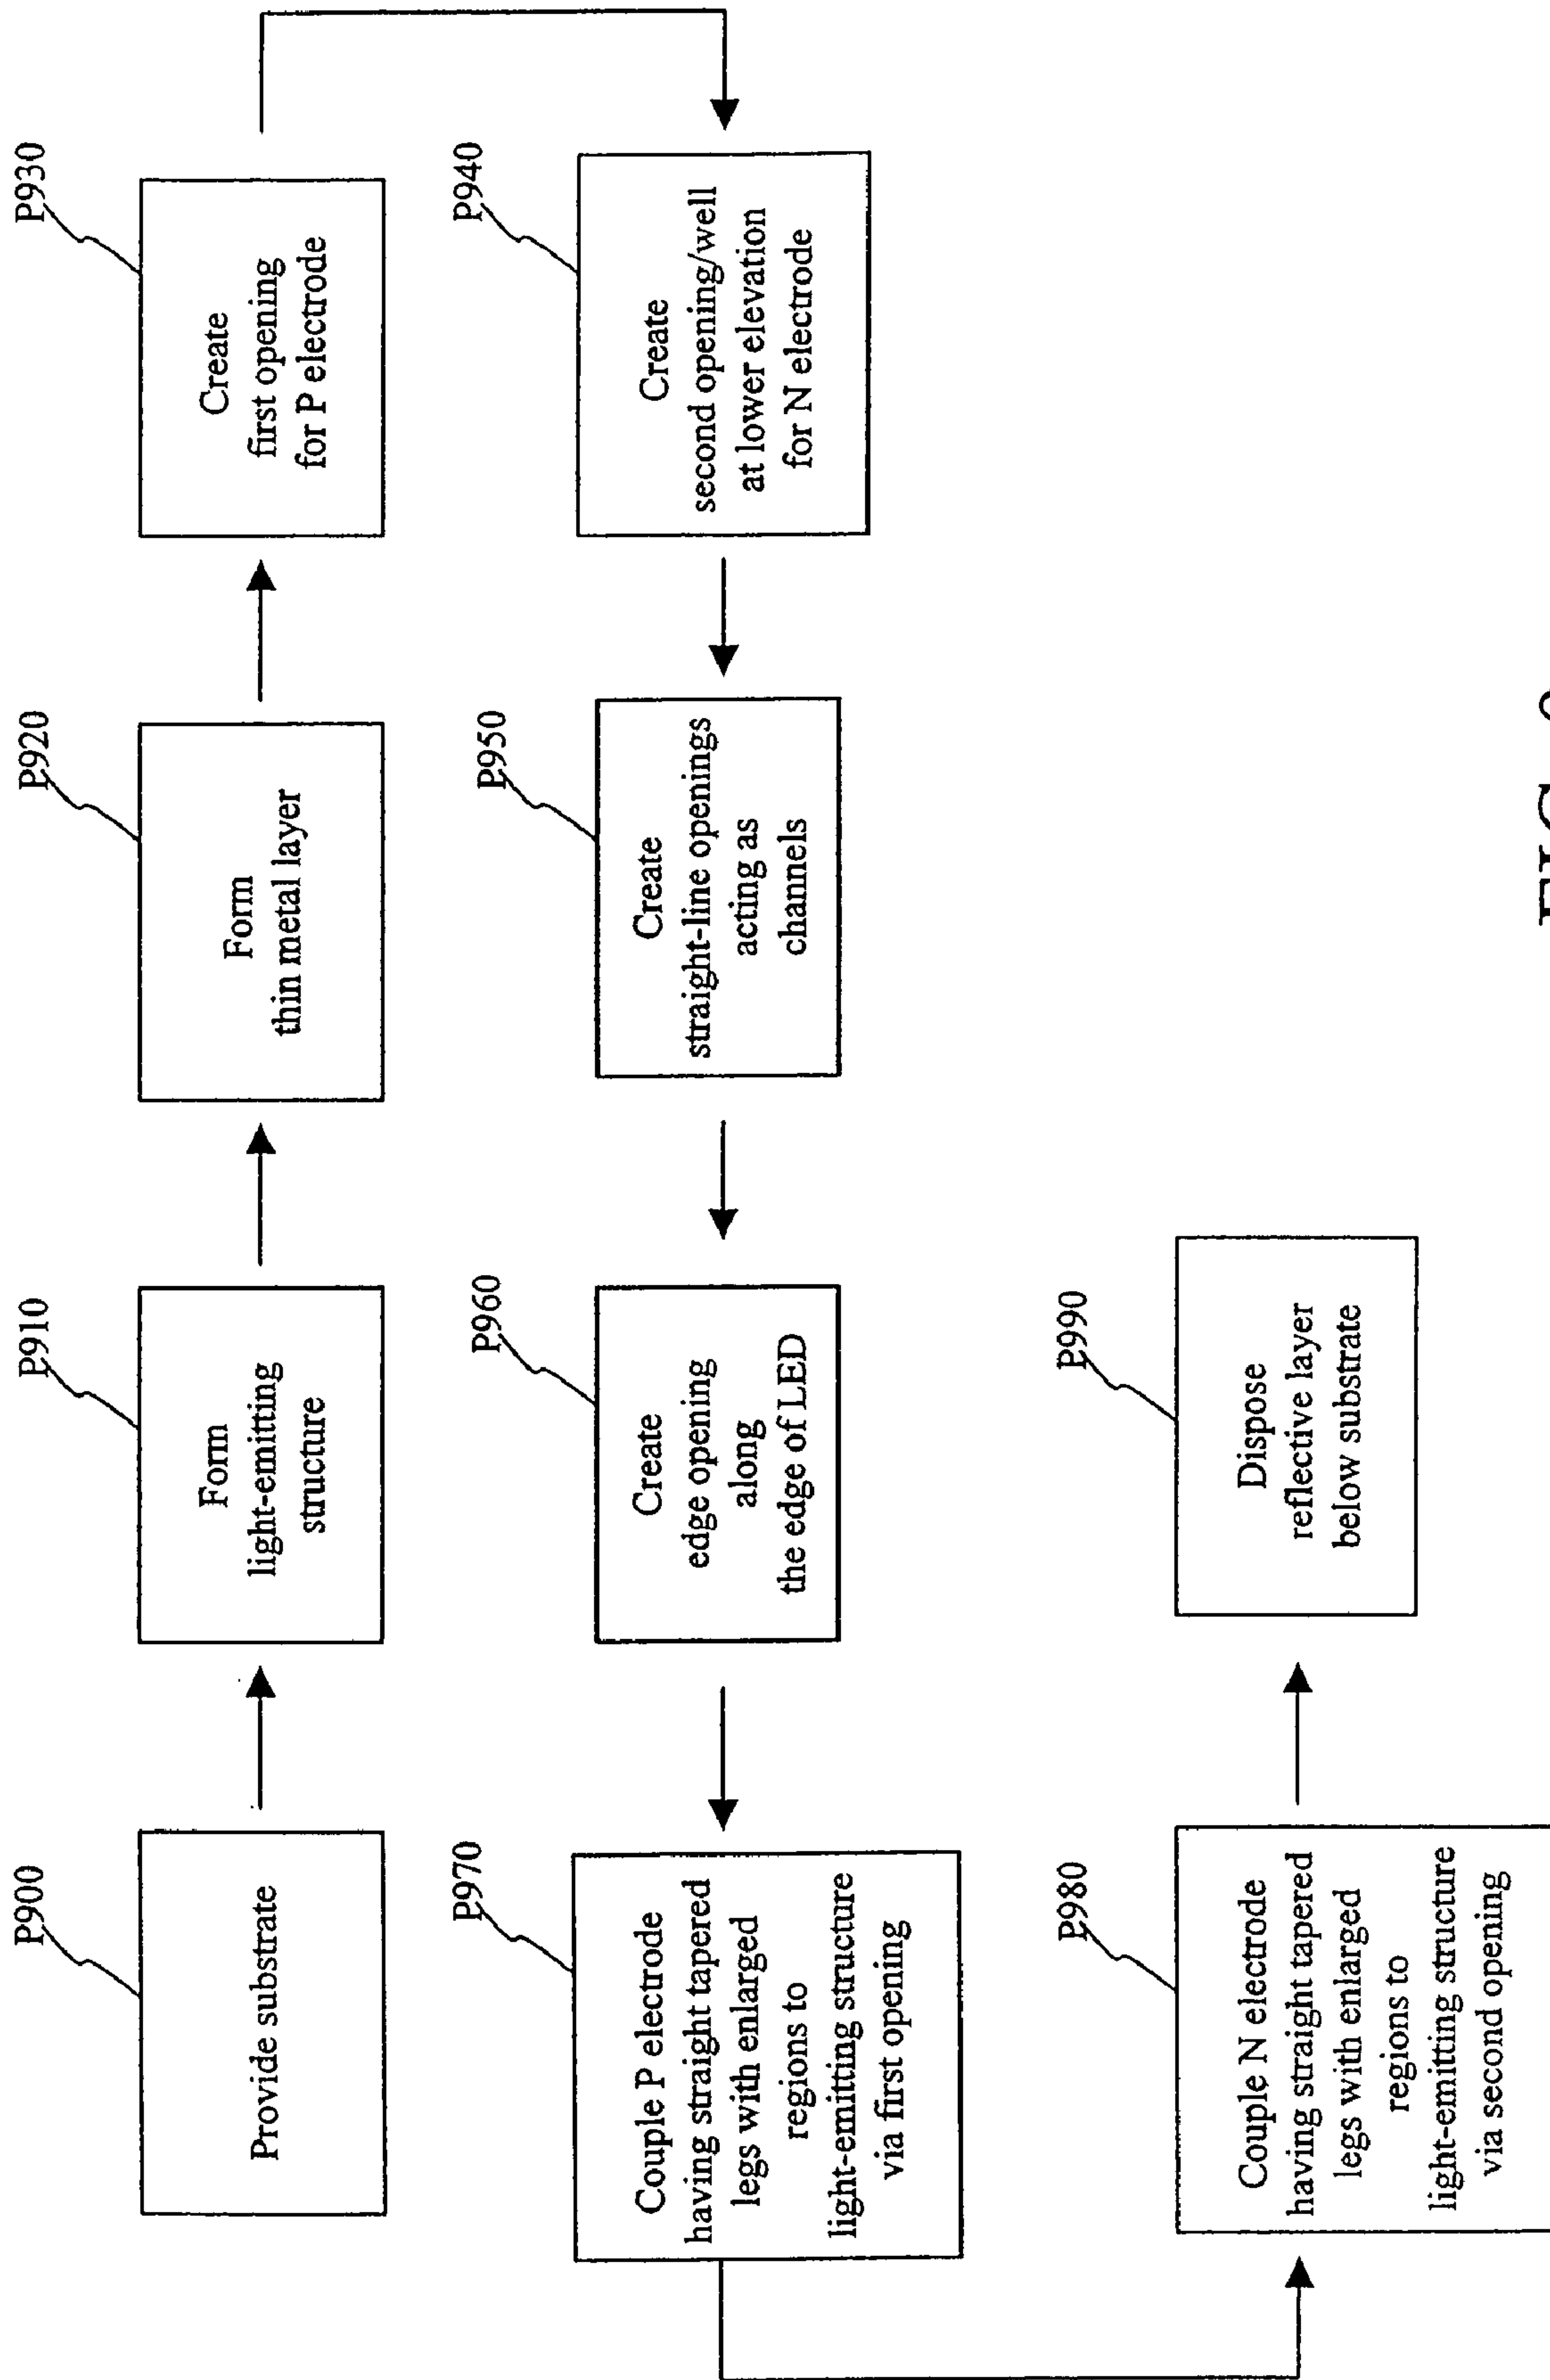 P900
Provide substrate
P910
Form
light-emitting
structure
P920
Form
thin metal layer
P930
Create
first opening
for P electrode
P940
Create
second opening/well
at lower elevation
for N electrode
P950
Create
straight-line openings
acting as
channels
P960
Create
edge opening
along
the edge of LED
P970
Couple P electrode
having straight tapered
legs with enlarged
regions to
light-emitting structure
via first opening
P980
Couple N electrode
having straight tapered
legs with enlarged
regions to
light-emitting structure
via second opening
P990
Dispose
reflective layer
below substrate
FIG.